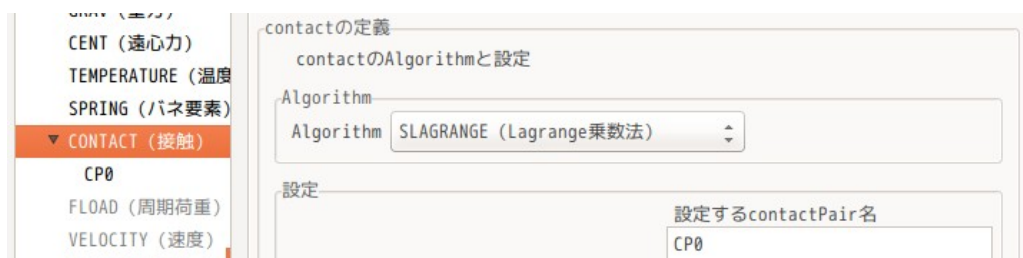 CENT (遠心力)
TEMPERATURE (温度
SPRING (バネ要素)
▼ CONTACT (接触)
CP0
FLOAD (周期荷重)
VELOCITY (速度)
contactの定義
contactのAlgorithmと設定
Algorithm
Algorithm SLAGRANGE (Lagrange乗数法)
設定
設定するcontactPair名
CP0